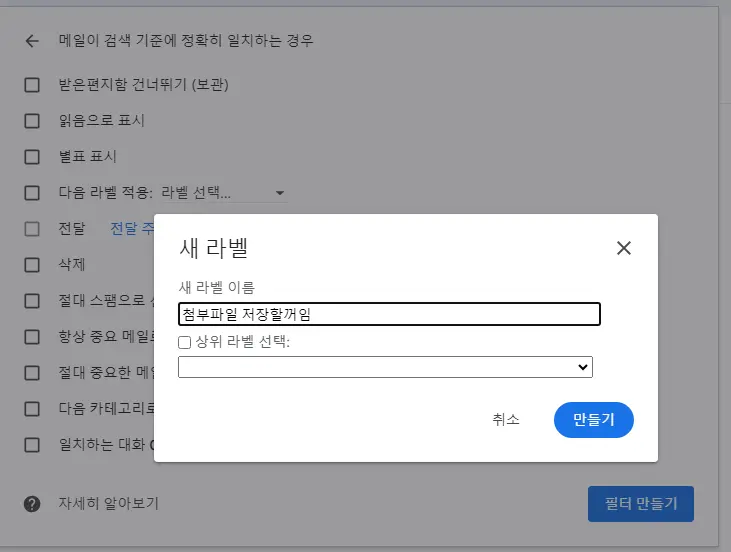 메일이 검색 기준에 정확히 일치하는 경우
받은편지함 건너뛰기 (보관)
읽음으로 표시
별표 표시
다음 라벨 적용: 라벨 선택...
전달 전달 주
삭제
절대 스팸으로
항상 중요 메일로
절대 중요한 메일
다음 카테고리로
일치하는 대화
새 라벨
새 라벨 이름
첨부파일 저장할꺼임
상위 라벨 선택:
취소 만들기
자세히 알아보기 필터 만들기